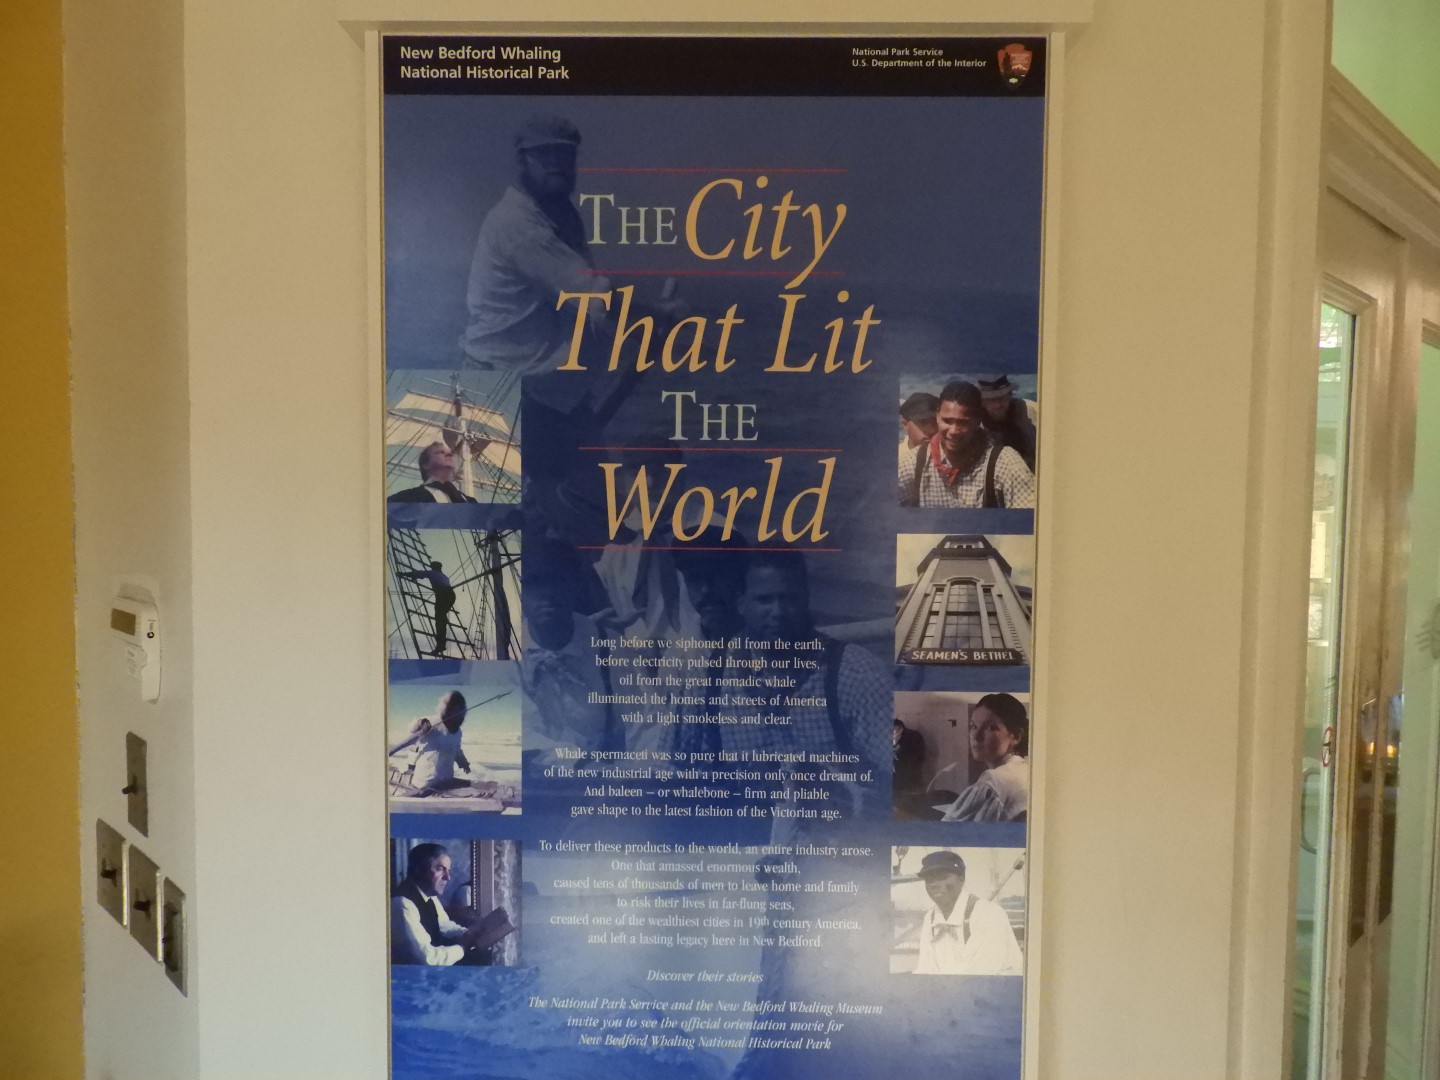 New Bedford Whaling
National Historical Park
National Park Service
U.S. Department of the Interior
THE City
That Lit
THE
World
SEAMEN'S BETHEL
Long before we siphoned oil from the earth,
before electricity pulsed through our lives,
oil from the great nomadic whale
illuminated the homes and streets of America
with a light smokeless and clear.
Whale spermaceti was so pure that it lubricated machines
of the new industrial age with a precision only once dreamt of.
And baleen – or whalebone – firm and pliable
gave shape to the latest fashion of the Victorian age.
To deliver these products to the world, an entire industry arose.
One that amassed enormous wealth,
caused tens of thousands of men to leave home and family
to risk their lives in far-flung seas,
created one of the wealthiest cities in 19th century America,
and left a lasting legacy here in New Bedford.
Discover their stories
The National Park Service and the New Bedford Whaling Museum
invite you to see the official orientation movie for
New Bedford Whaling National Historical Park